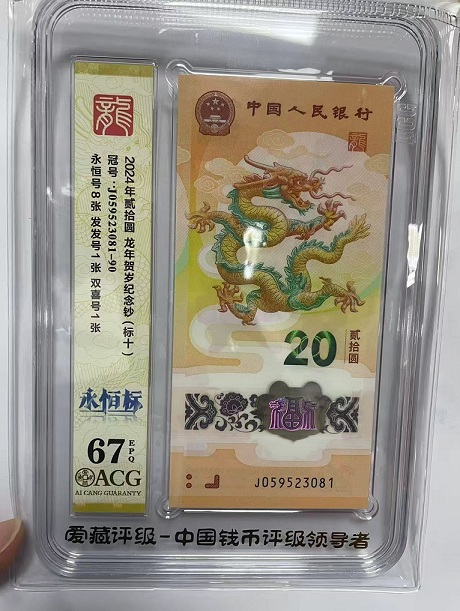 龍
2024年贰拾圆 龙年贺岁纪念钞(标十)
冠号:J059523081-90
永恒号8张 发发号1张 双喜号1张
永恒标
67 EPQ
ACG
AI CANG GUARANTY
中国人民银行
龍
20 贰拾圆
福
J059523081
爱藏评级-中国钱币评级领导者